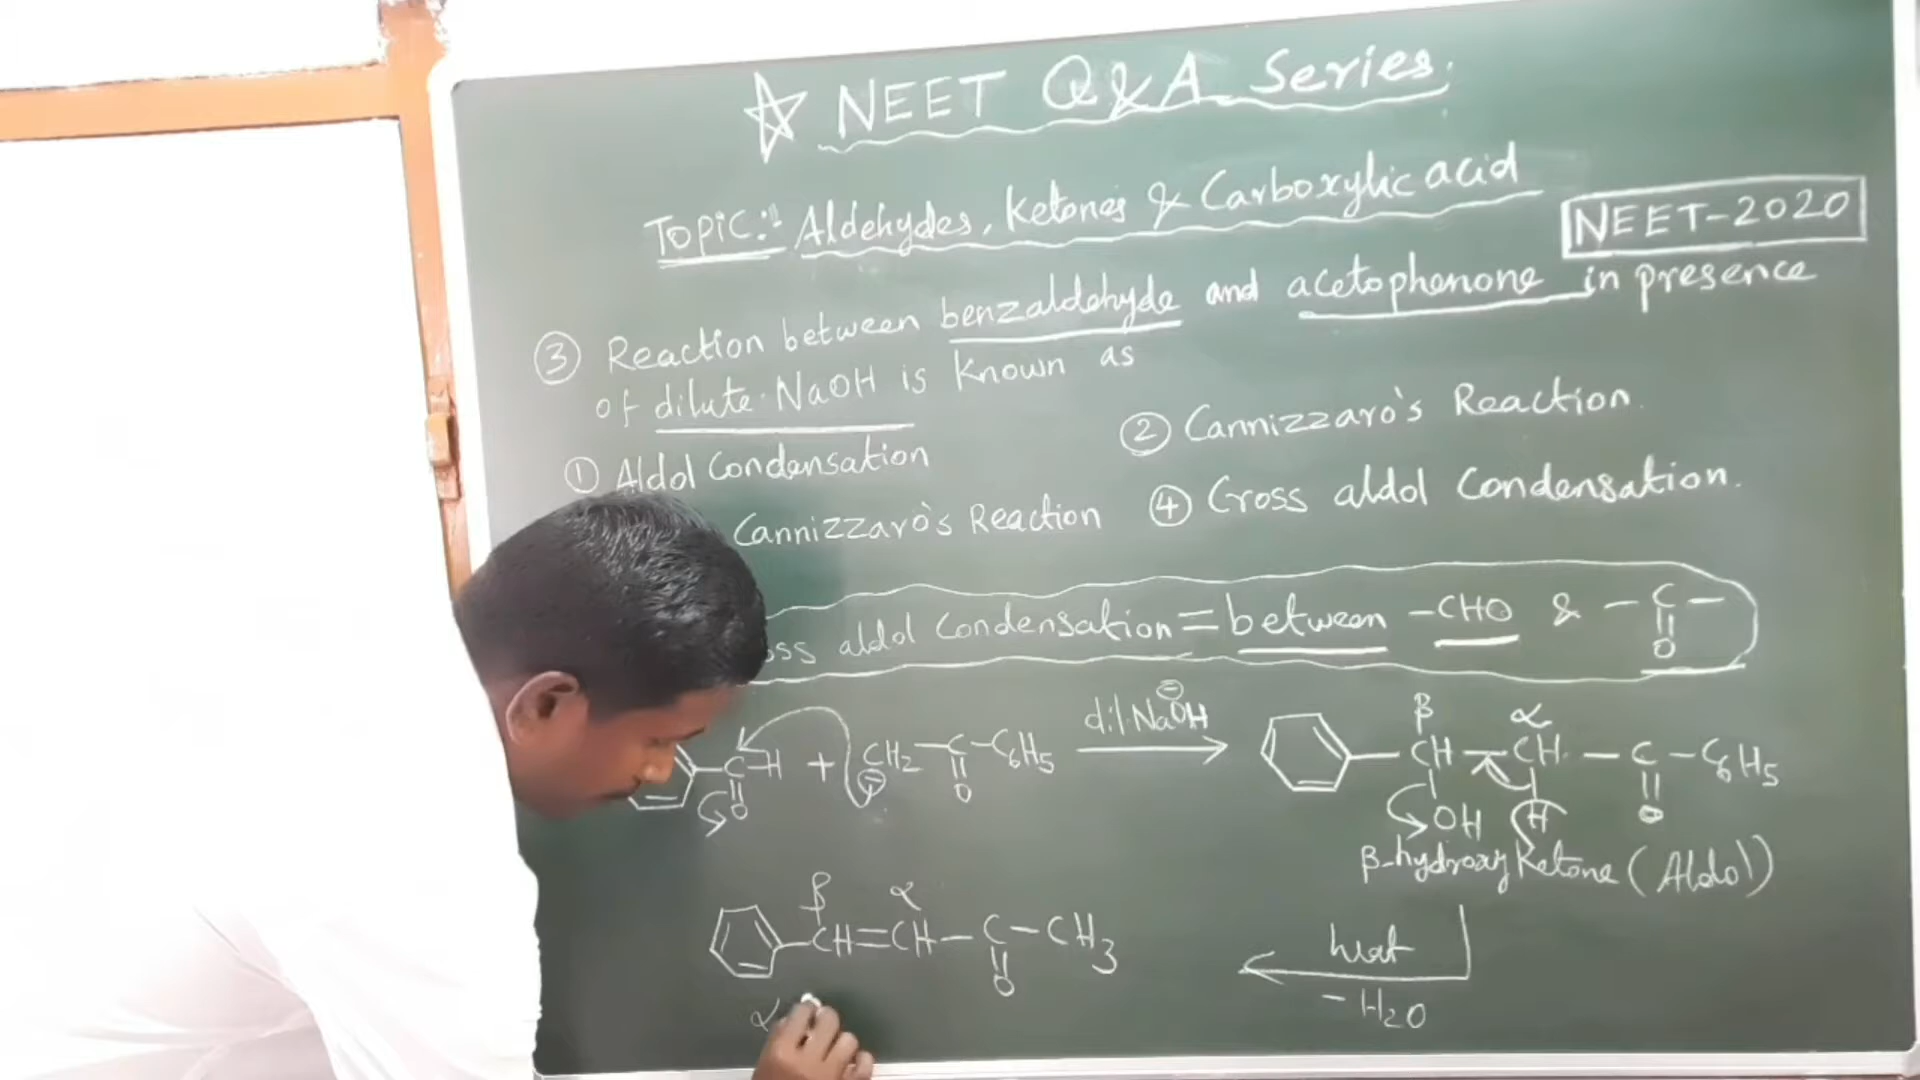 ☆ NEET Q&A Series.
Topic:- Aldehydes, Ketones & Carboxylic acid
NEET-2020
③ Reaction between benzaldehyde and acetophenone in presence
of dilute·NaOH is known as
① Aldol Condensation
② Cannizzaro's Reaction.
Cannizzaro's Reaction
④ Cross aldol Condensation.
aldol Condensation = between -CHO & -C-
O
C-H + CH2-C-C6H5
⊖
O O
dil·NaOH
⊖
β α
CH-CH-C-C6H5
OH H O
β-hydroxy Ketone (Aldol)
β α
CH=CH-C-CH3
O
heat
-H2O
α